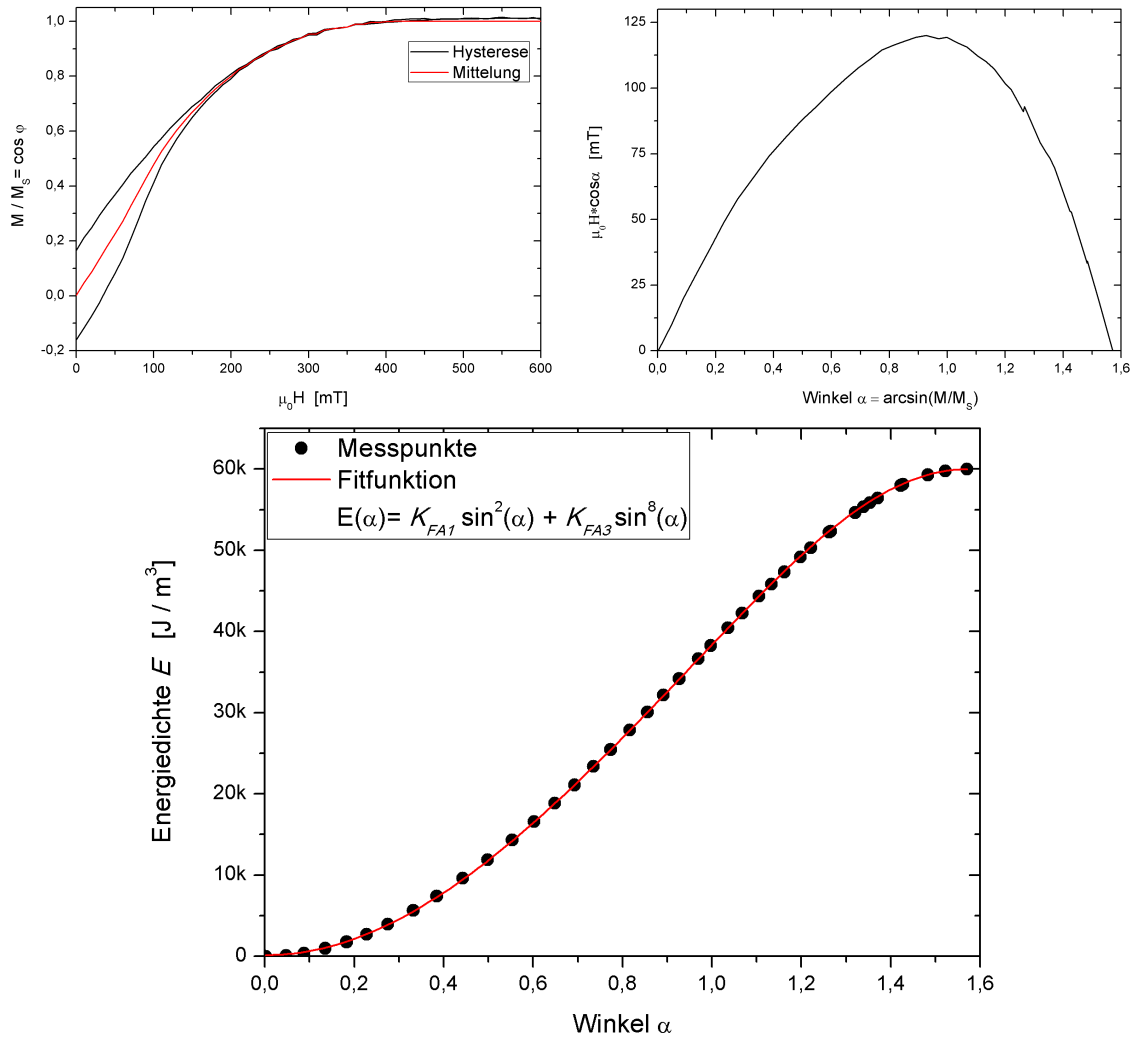 M / M_S = cos φ
1,0
0,8
0,6
0,4
0,2
0,0
-0,2
Hysterese
Mittelung
0 100 200 300 400 500 600
μ₀H [mT]
μ₀H*cosα [mT]
125
100
75
50
25
0
0,0 0,2 0,4 0,6 0,8 1,0 1,2 1,4 1,6
Winkel α = arcsin(M/M_S)
Energiedichte E [J / m³]
60k
50k
40k
30k
20k
10k
0
Messpunkte
Fitfunktion
E(α)= K_FA1 sin²(α) + K_FA3 sin⁸(α)
0,0 0,2 0,4 0,6 0,8 1,0 1,2 1,4 1,6
Winkel α